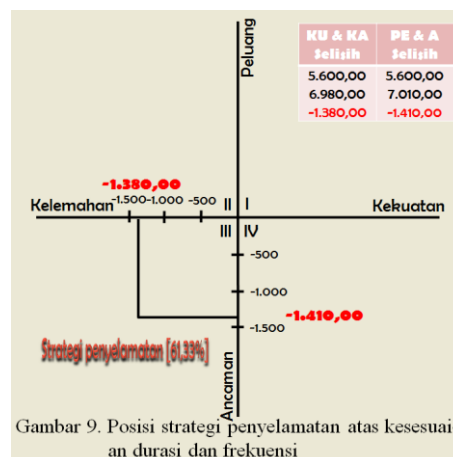 Peluang
KU & KA PE & A
Selisih Selisih
5.600,00 5.600,00
6.980,00 7.010,00
-1.380,00 -1.410,00
-1.380,00
-1.500 -1.000 -500
Kelemahan II I Kekuatan
III IV
-500
-1.000
-1.410,00
-1.500
Strategi penyelamatan [61,33%]
Ancaman
Gambar 9. Posisi strategi penyelamatan atas kesesuai-
an durasi dan frekuensi